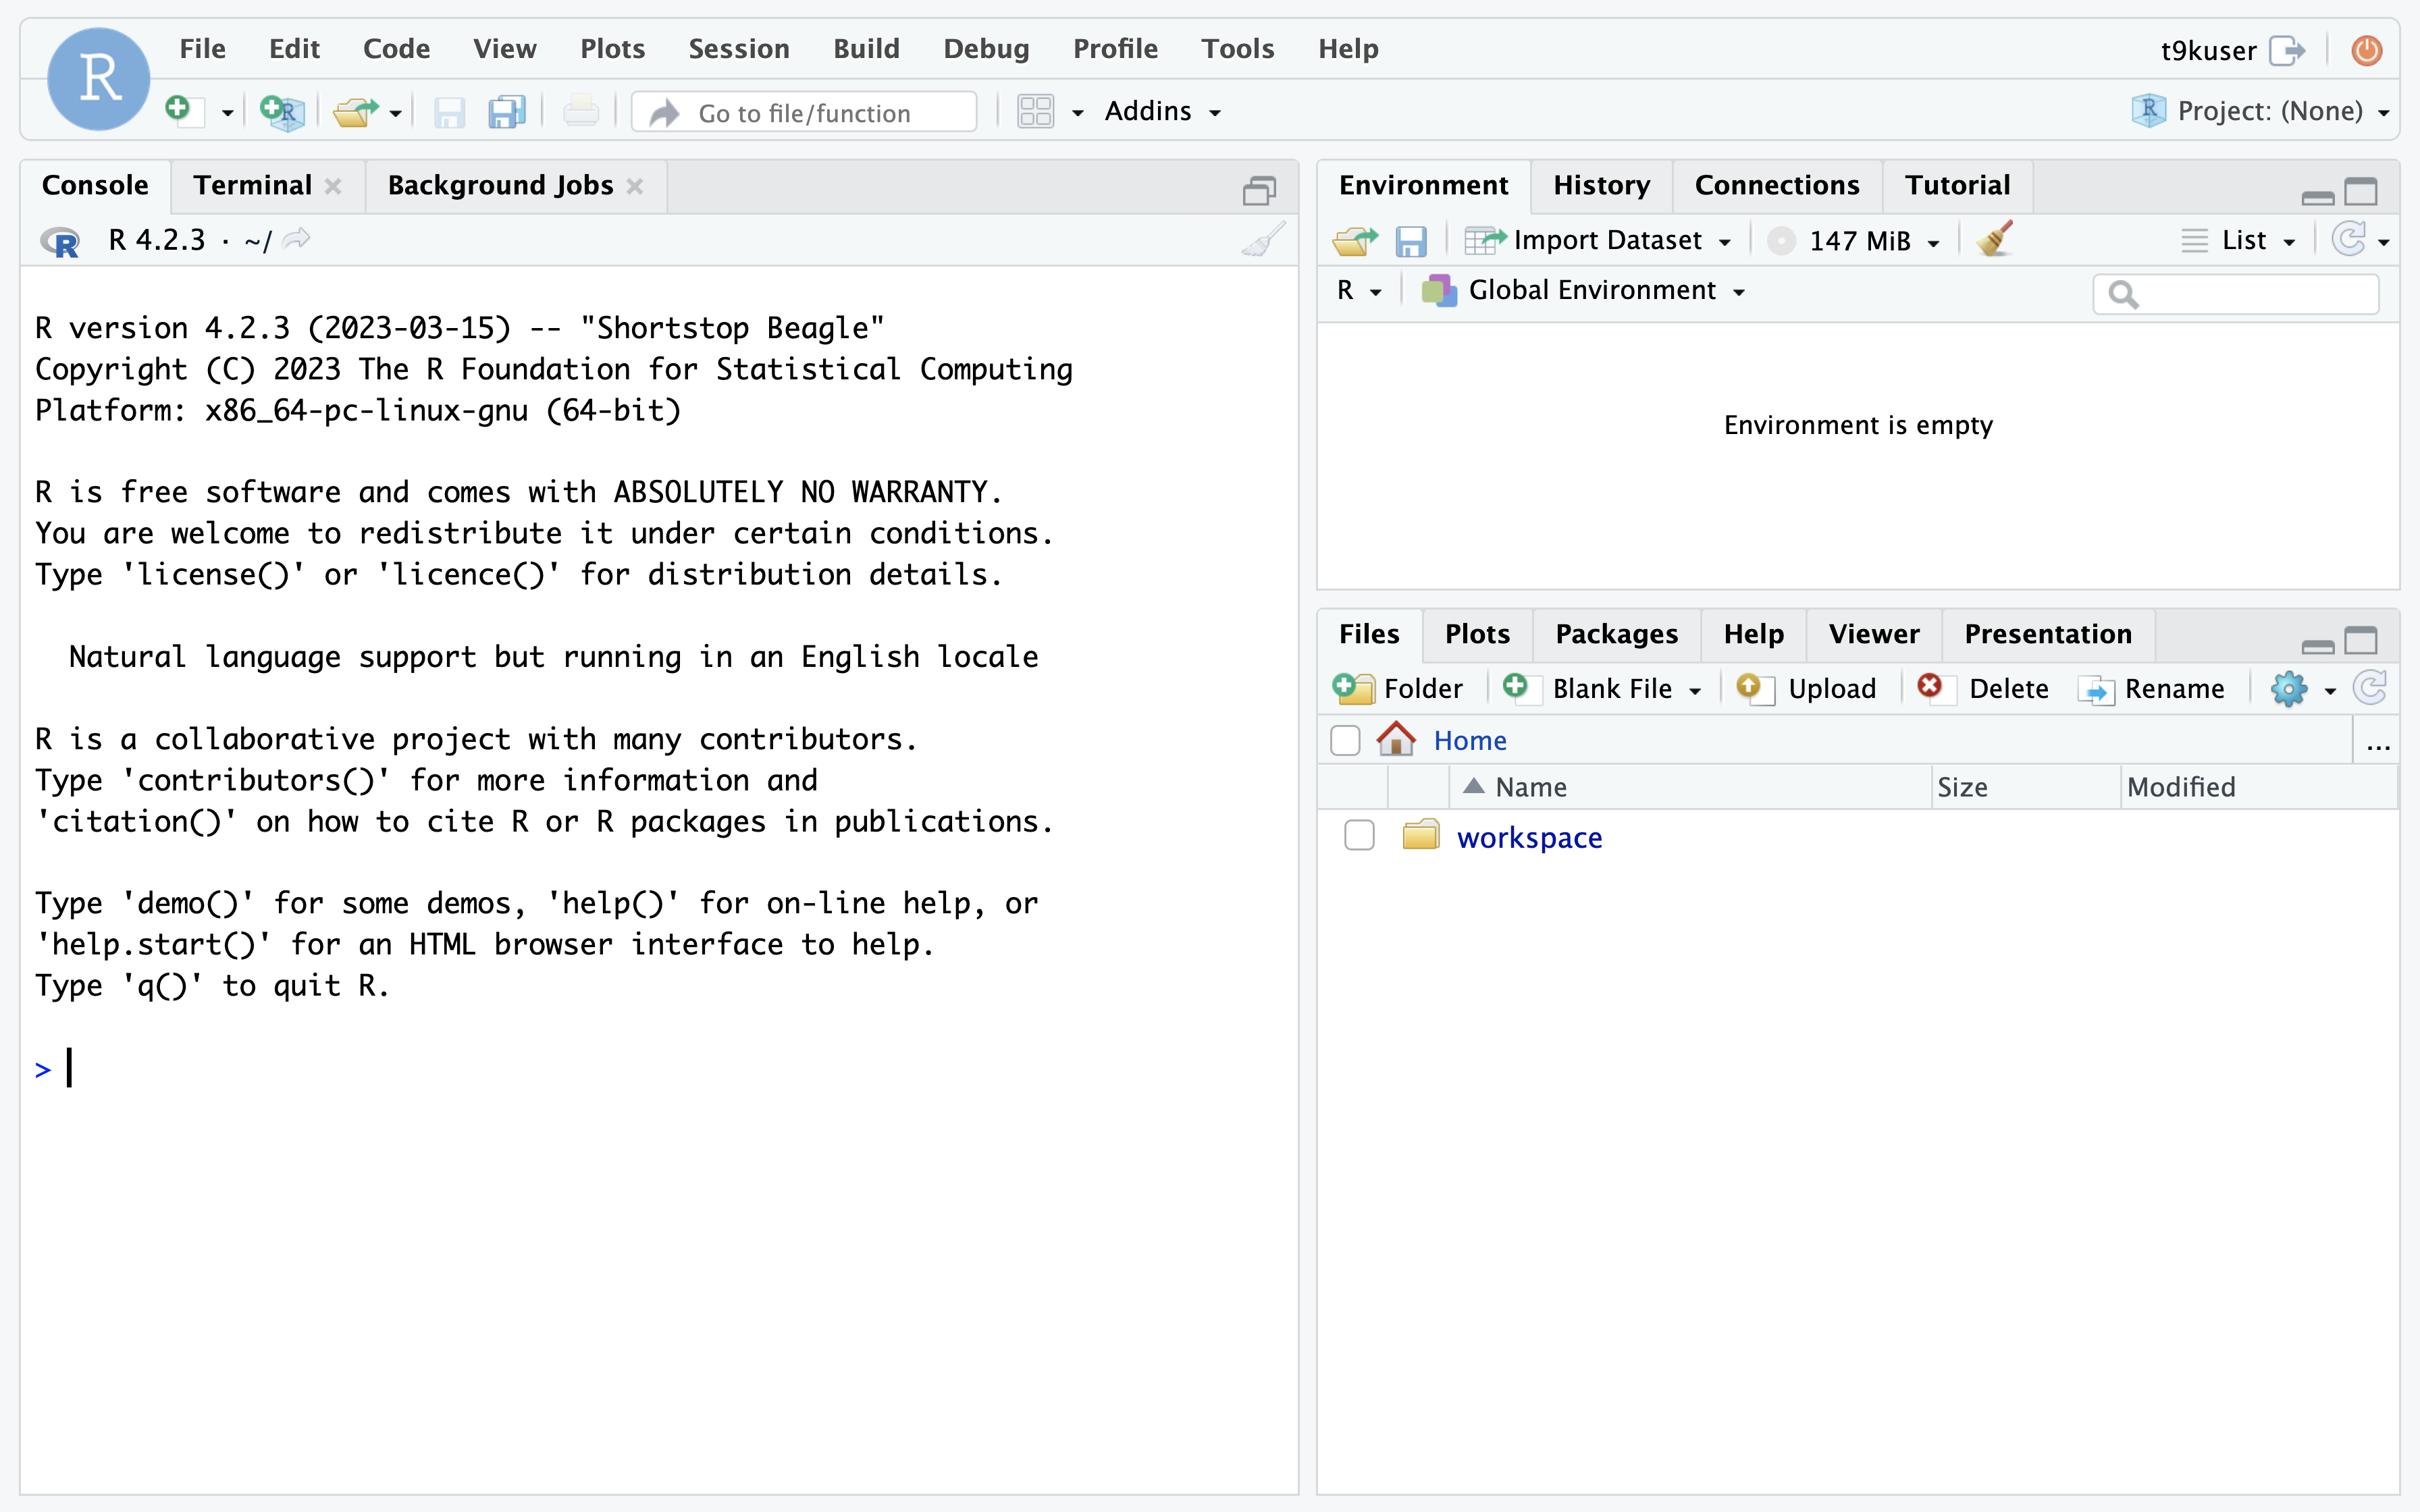 R
File Edit Code View Plots Session Build Debug Profile Tools Help
t9kuser
R
Go to file/function
Addins
R
Project: (None)
Console Terminal Background Jobs
R
R 4.2.3 · ~/
R version 4.2.3 (2023-03-15) -- "Shortstop Beagle"
Copyright (C) 2023 The R Foundation for Statistical Computing
Platform: x86_64-pc-linux-gnu (64-bit)
R is free software and comes with ABSOLUTELY NO WARRANTY.
You are welcome to redistribute it under certain conditions.
Type 'license()' or 'licence()' for distribution details.
Natural language support but running in an English locale
R is a collaborative project with many contributors.
Type 'contributors()' for more information and
'citation()' on how to cite R or R packages in publications.
Type 'demo()' for some demos, 'help()' for on-line help, or
'help.start()' for an HTML browser interface to help.
Type 'q()' to quit R.
>
Environment History Connections Tutorial
Import Dataset 147 MiB List
R Global Environment
Environment is empty
Files Plots Packages Help Viewer Presentation
Folder Blank File Upload Delete Rename
Home ...
Name Size Modified
workspace